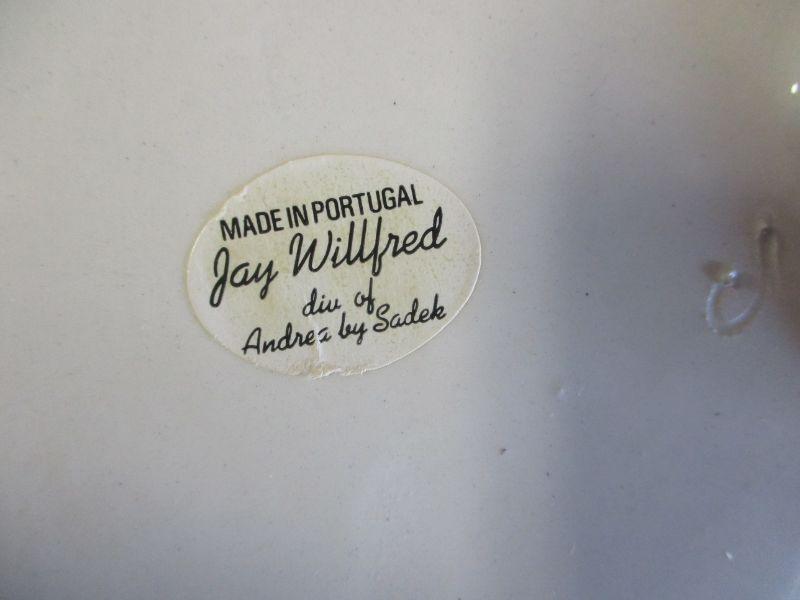 MADE IN PORTUGAL
Jay Willfred
div of
Andrea by Sadek